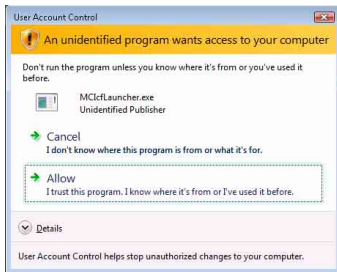 User Account Control
An unidentified program wants access to your computer
Don't run the program unless you know where it's from or you've used it
before.
MCIcfLauncher.exe
Unidentified Publisher
Cancel
I don't know where this program is from or what it's for.
Allow
I trust this program. I know where it's from or I've used it before.
Details
User Account Control helps stop unauthorized changes to your computer.